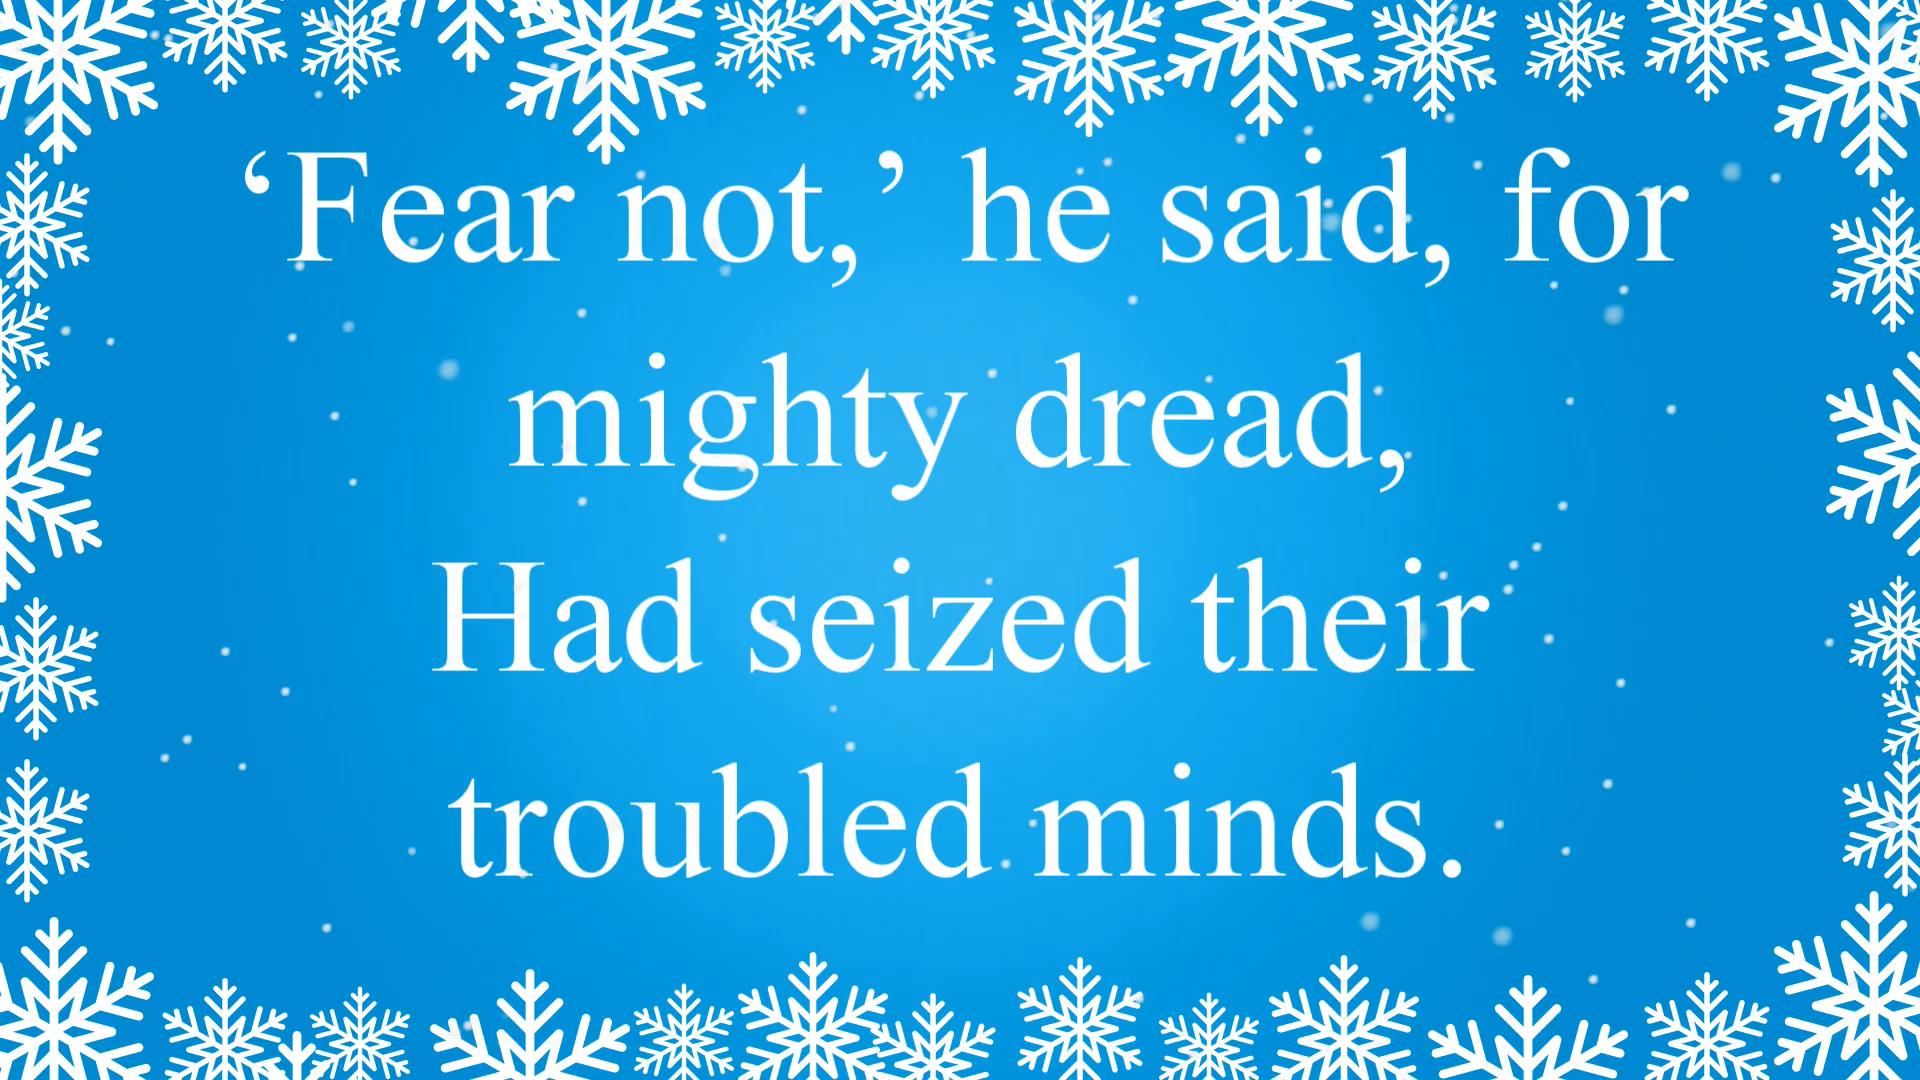 ‘Fear not,’ he said, for
mighty dread,
Had seized their
troubled minds.